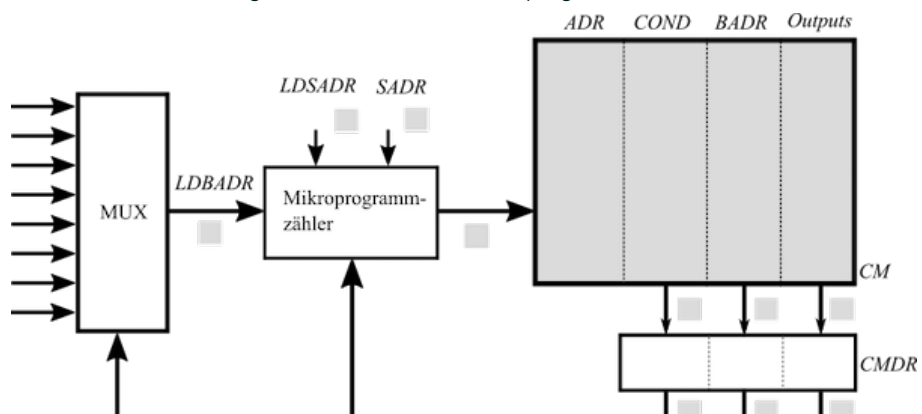 ADR COND BADR Outputs
LDSADR SADR
LDBADR
MUX
Mikroprogramm-
zähler
CM
CMDR